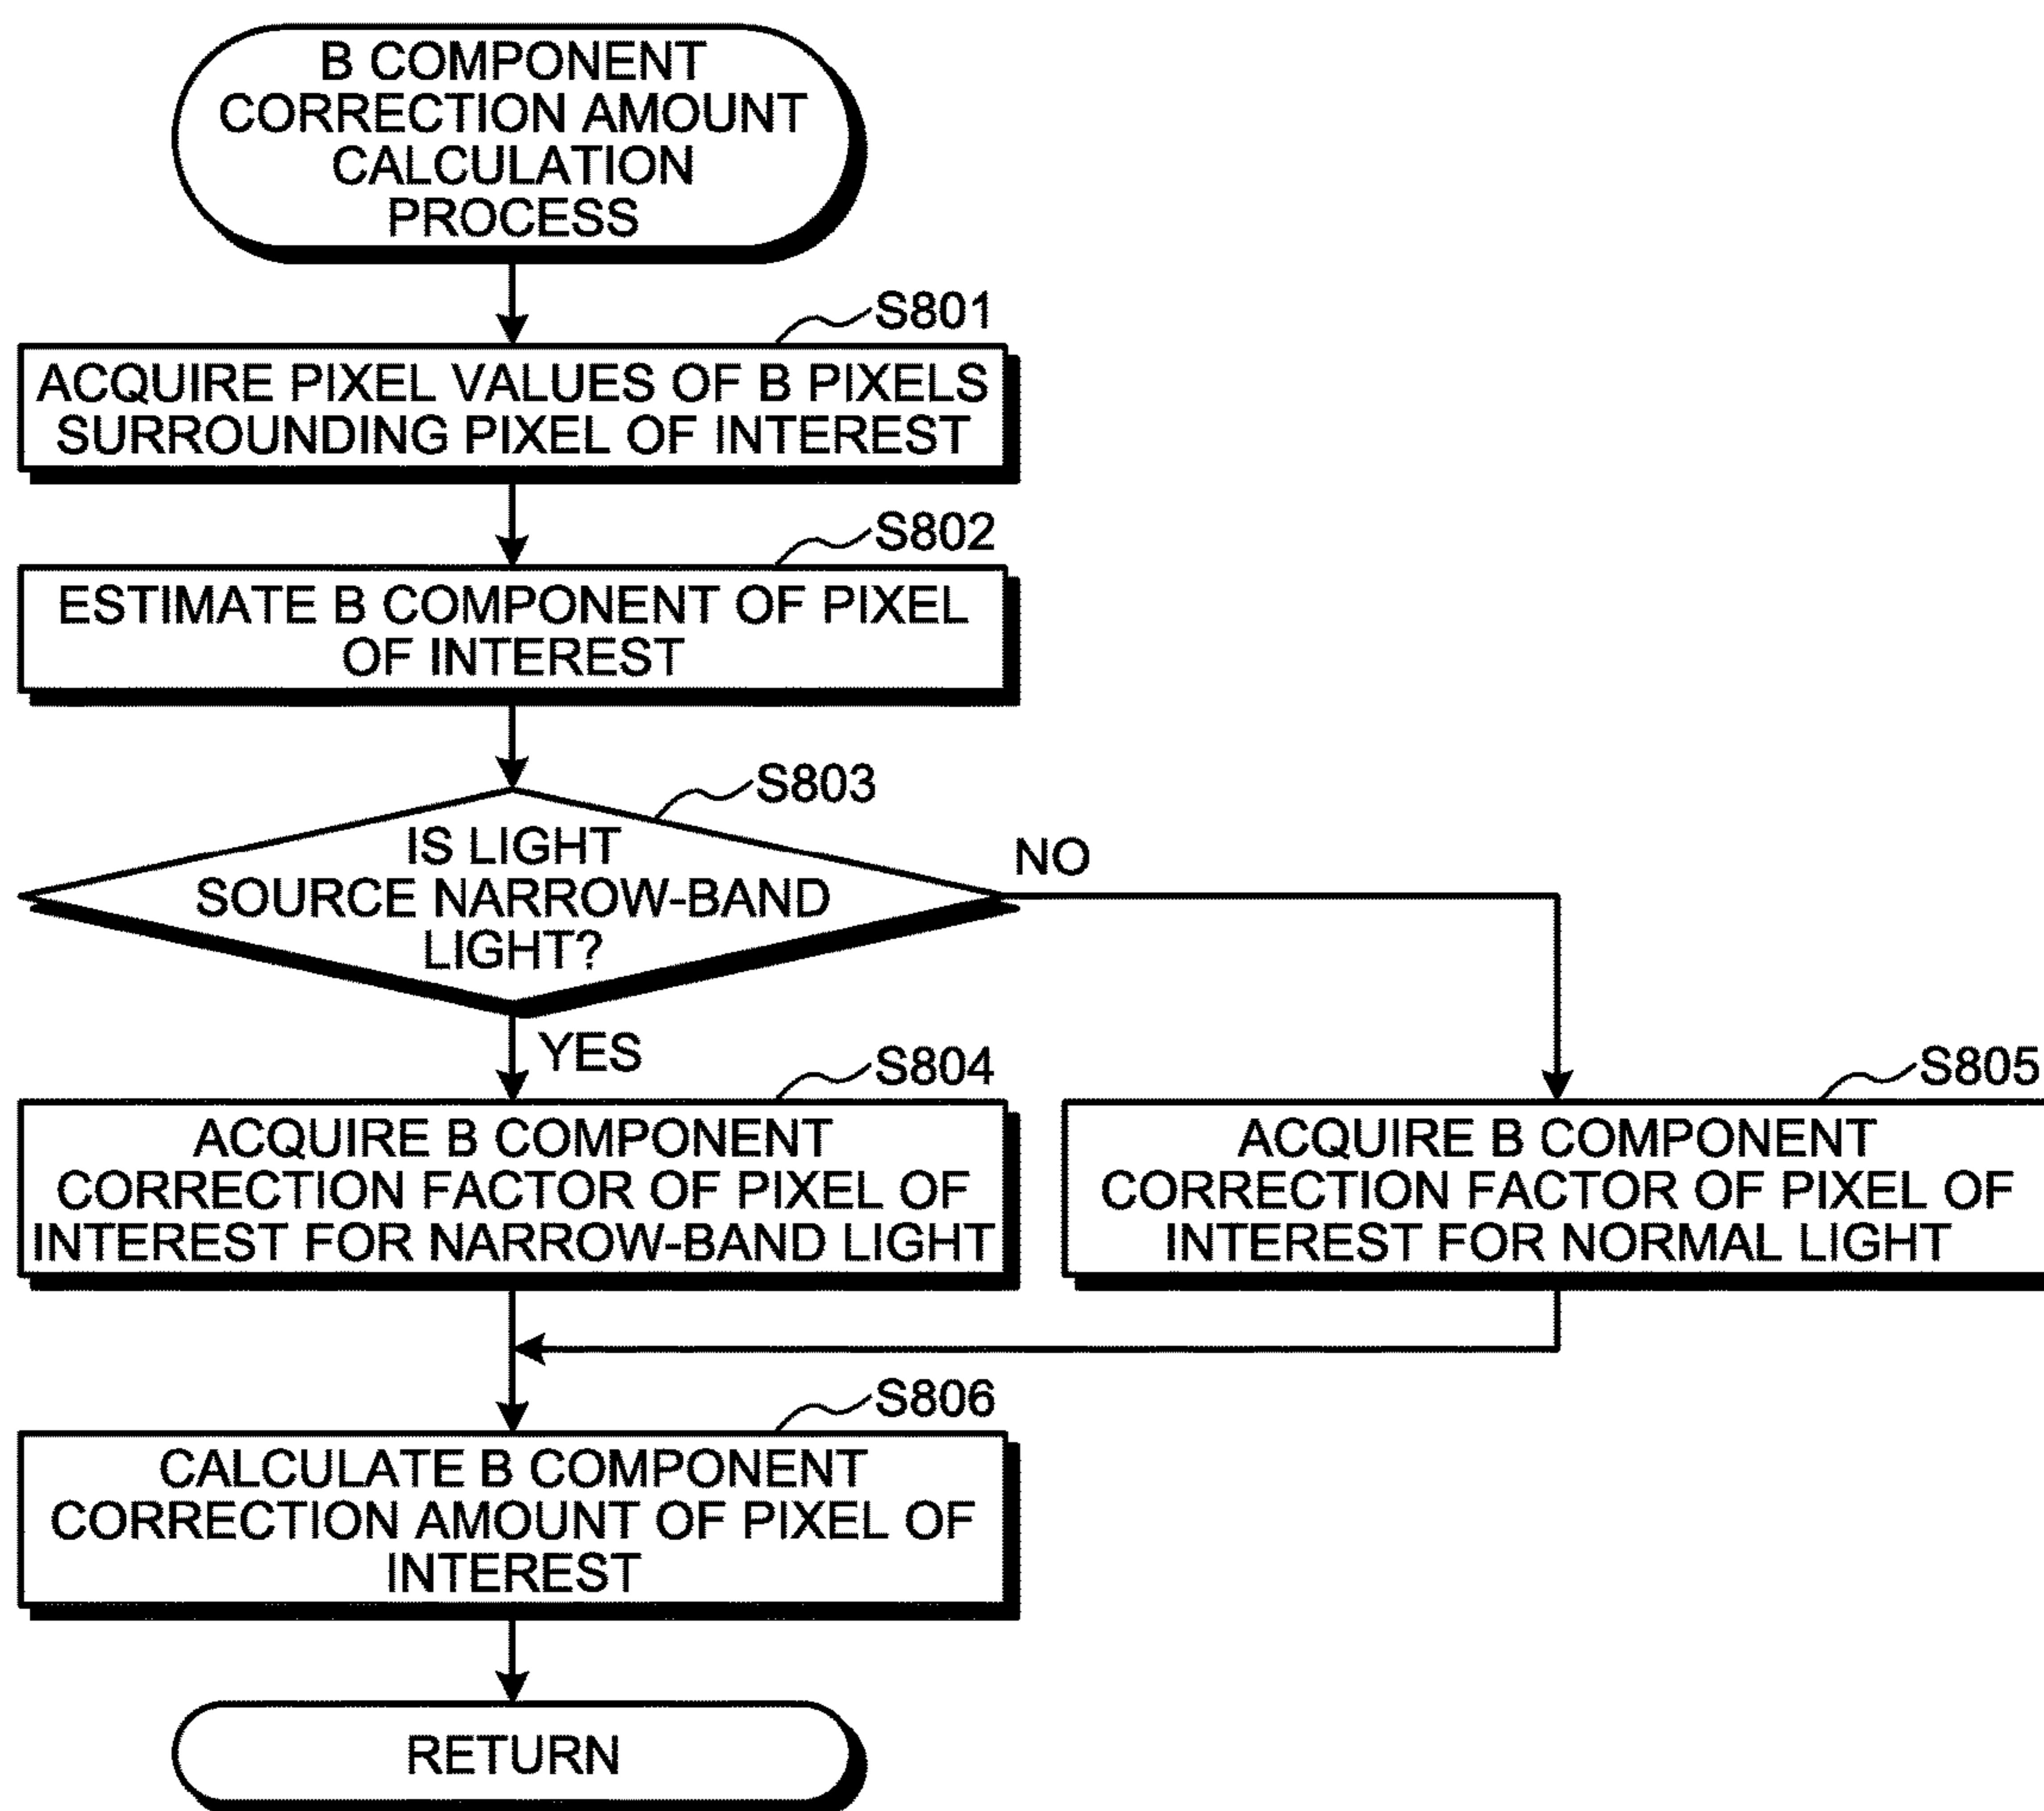 B COMPONENT
CORRECTION AMOUNT
CALCULATION
PROCESS
S801
ACQUIRE PIXEL VALUES OF B PIXELS
SURROUNDING PIXEL OF INTEREST
S802
ESTIMATE B COMPONENT OF PIXEL
OF INTEREST
S803
IS LIGHT
SOURCE NARROW-BAND
LIGHT?
NO
YES
S804
ACQUIRE B COMPONENT
CORRECTION FACTOR OF PIXEL OF
INTEREST FOR NARROW-BAND LIGHT
S805
ACQUIRE B COMPONENT
CORRECTION FACTOR OF PIXEL OF
INTEREST FOR NORMAL LIGHT
S806
CALCULATE B COMPONENT
CORRECTION AMOUNT OF PIXEL OF
INTEREST
RETURN